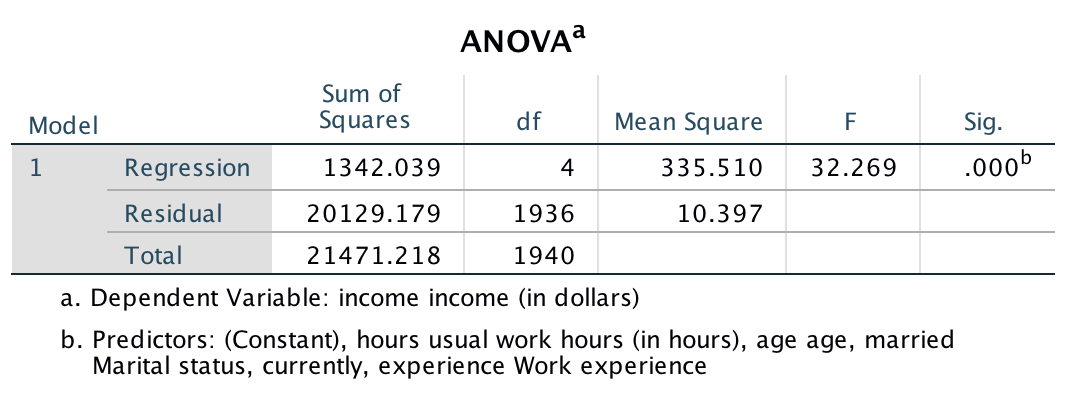 ANOVAa
Model Sum of Squares df Mean Square F Sig.
1 Regression 1342.039 4 335.510 32.269 .000b
Residual 20129.179 1936 10.397
Total 21471.218 1940
a. Dependent Variable: income income (in dollars)
b. Predictors: (Constant), hours usual work hours (in hours), age age, married
Marital status, currently, experience Work experience